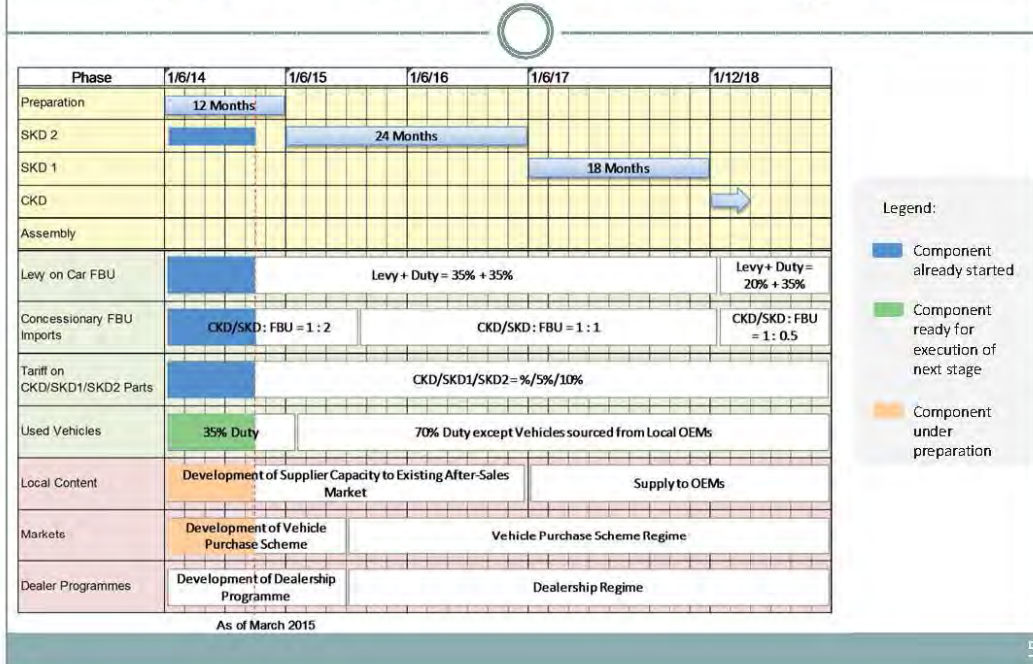 Phase 1/6/14 1/6/15 1/6/16 1/6/17 1/12/18
Preparation 12 Months
SKD 2 24 Months
SKD 1 18 Months
CKD
Assembly
Levy on Car FBU Levy + Duty = 35% + 35% Levy + Duty =
20% + 35%
Concessionary FBU
Imports CKD/SKD : FBU = 1 : 2 CKD/SKD : FBU = 1 : 1 CKD/SKD : FBU
= 1 : 0.5
Tariff on
CKD/SKD1/SKD2 Parts CKD/SKD1/SKD2= %/5%/10%
Used Vehicles 35% Duty 70% Duty except Vehicles sourced from Local OEMs
Local Content Development of Supplier Capacity to Existing After-Sales
Market Supply to OEMs
Markets Development of Vehicle
Purchase Scheme Vehicle Purchase Scheme Regime
Dealer Programmes Development of Dealership
Programme Dealership Regime
As of March 2015
Legend:
Component
already started
Component
ready for
execution of
next stage
Component
under
preparation